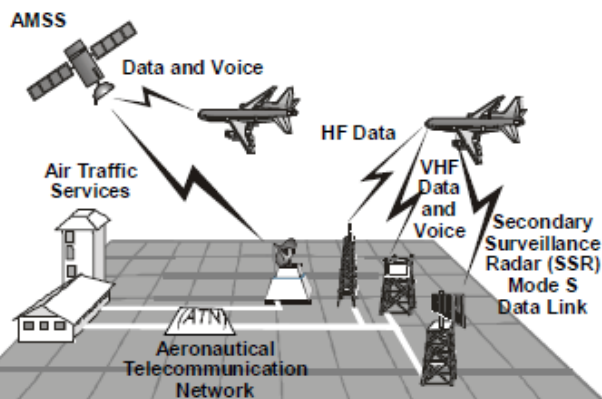 AMSS
Data and Voice
HF Data
VHF
Data
and
Voice
Air Traffic
Services
Secondary
Surveillance
Radar (SSR)
Mode S
Data Link
ATN
Aeronautical
Telecommunication
Network